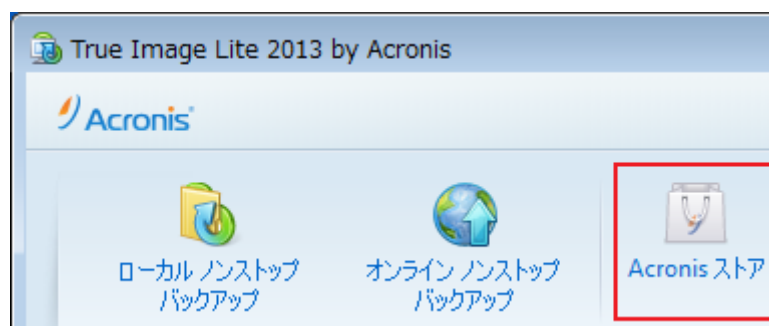 True Image Lite 2013 by Acronis
Acronis
ローカル ノンストップ
バックアップ
オンライン ノンストップ
バックアップ
Acronis ストア